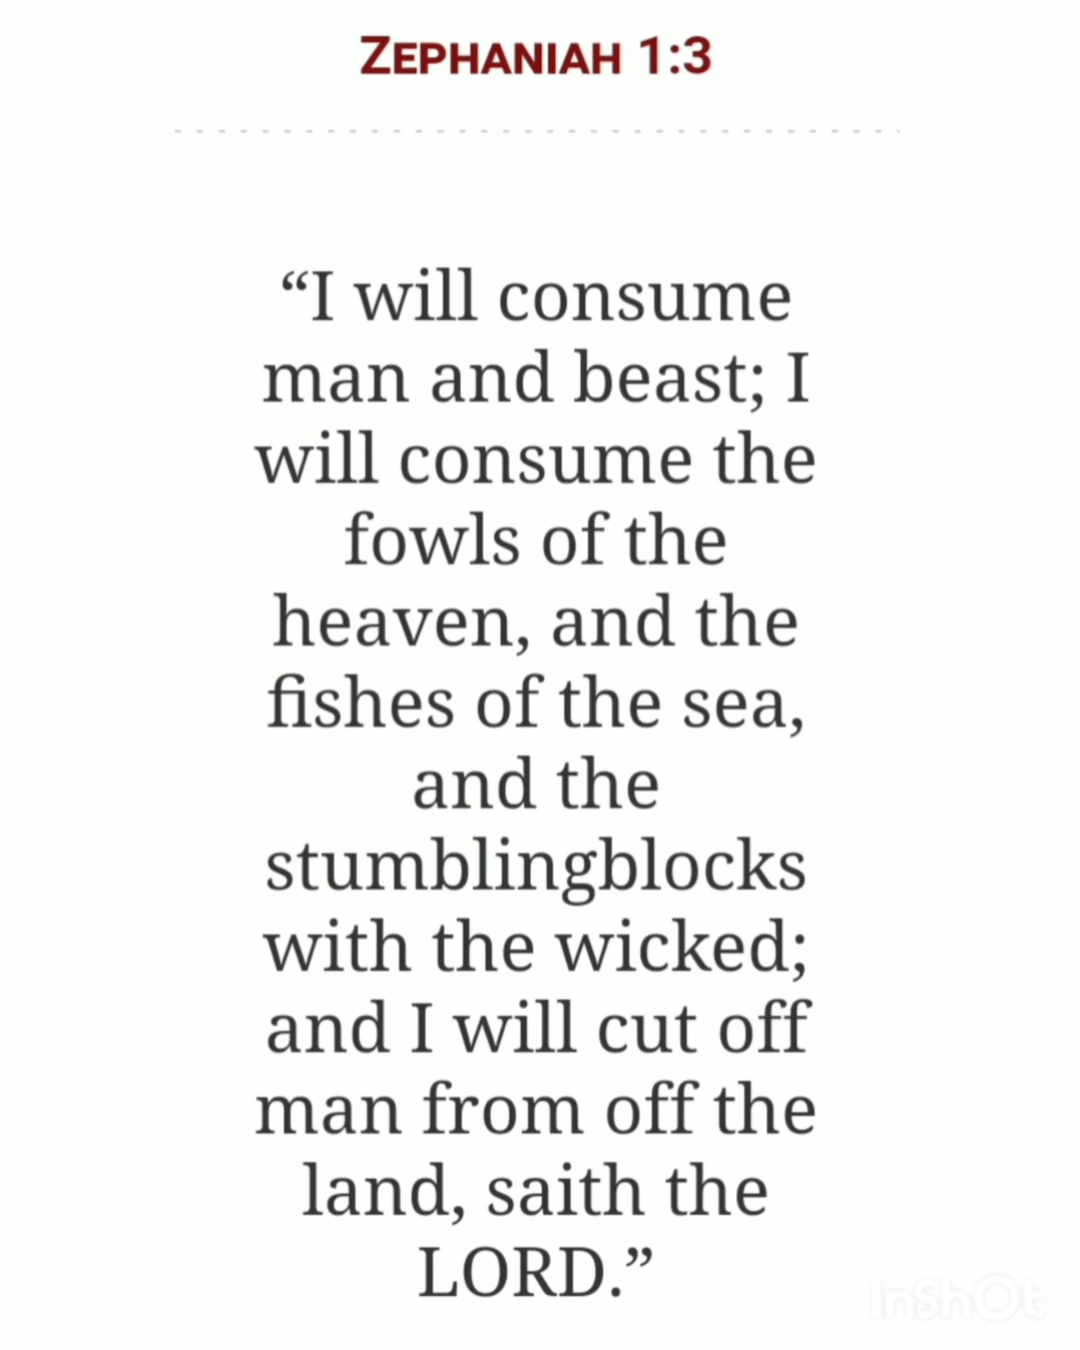 ZEPHANIAH 1:3
“I will consume
man and beast; I
will consume the
fowls of the
heaven, and the
fishes of the sea,
and the
stumblingblocks
with the wicked;
and I will cut off
man from off the
land, saith the
LORD.”
InShOt